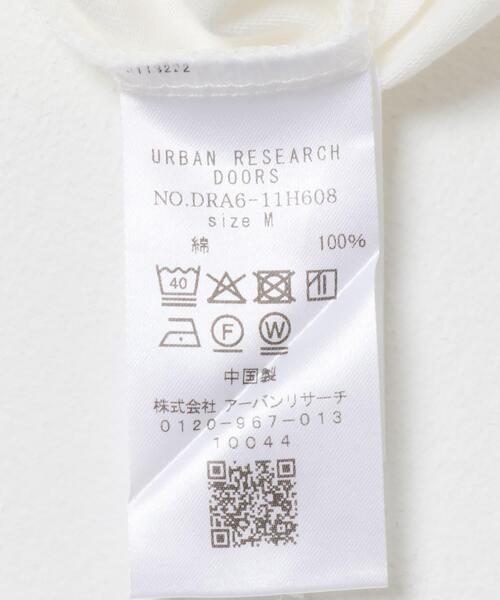 URBAN RESEARCH
DOORS
NO.DRA6-11H608
size M
綿 100%
40
F W
中国製
株式会社 アーバンリサーチ
0120-967-013
10044